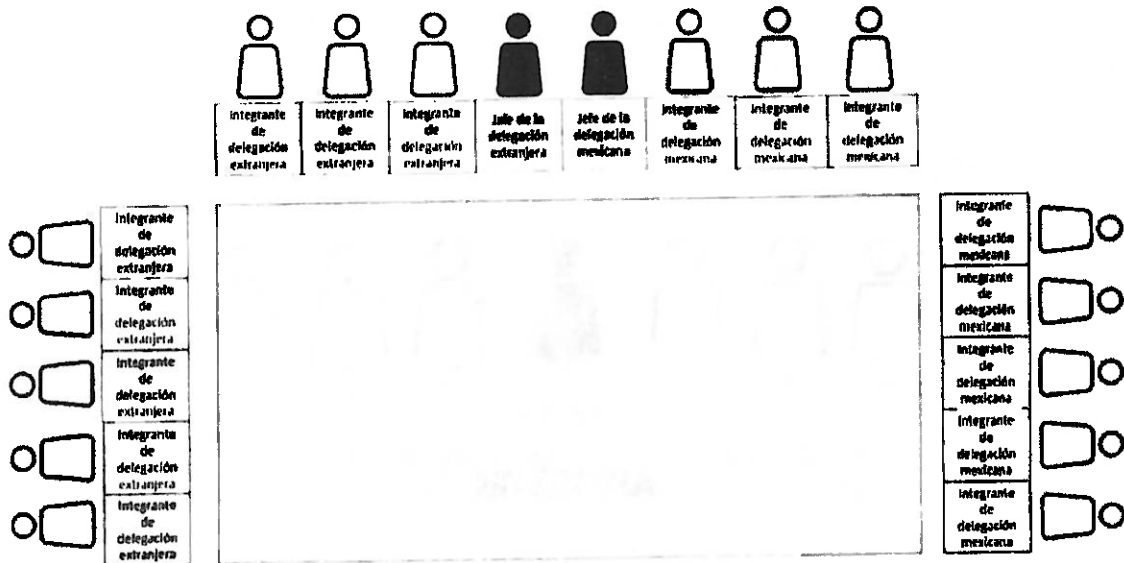 Integrante
de
delegación
extranjera
Integrante
de
delegación
extranjera
Integrante
de
delegación
extranjera
Jefe de la
delegación
extranjera
Jefe de la
delegación
mexicana
Integrante
de
delegación
mexicana
Integrante
de
delegación
mexicana
Integrante
de
delegación
mexicana
Integrante
de
delegación
extranjera
Integrante
de
delegación
extranjera
Integrante
de
delegación
extranjera
Integrante
de
delegación
extranjera
Integrante
de
delegación
extranjera
Integrante
de
delegación
mexicana
Integrante
de
delegación
mexicana
Integrante
de
delegación
mexicana
Integrante
de
delegación
mexicana
Integrante
de
delegación
mexicana